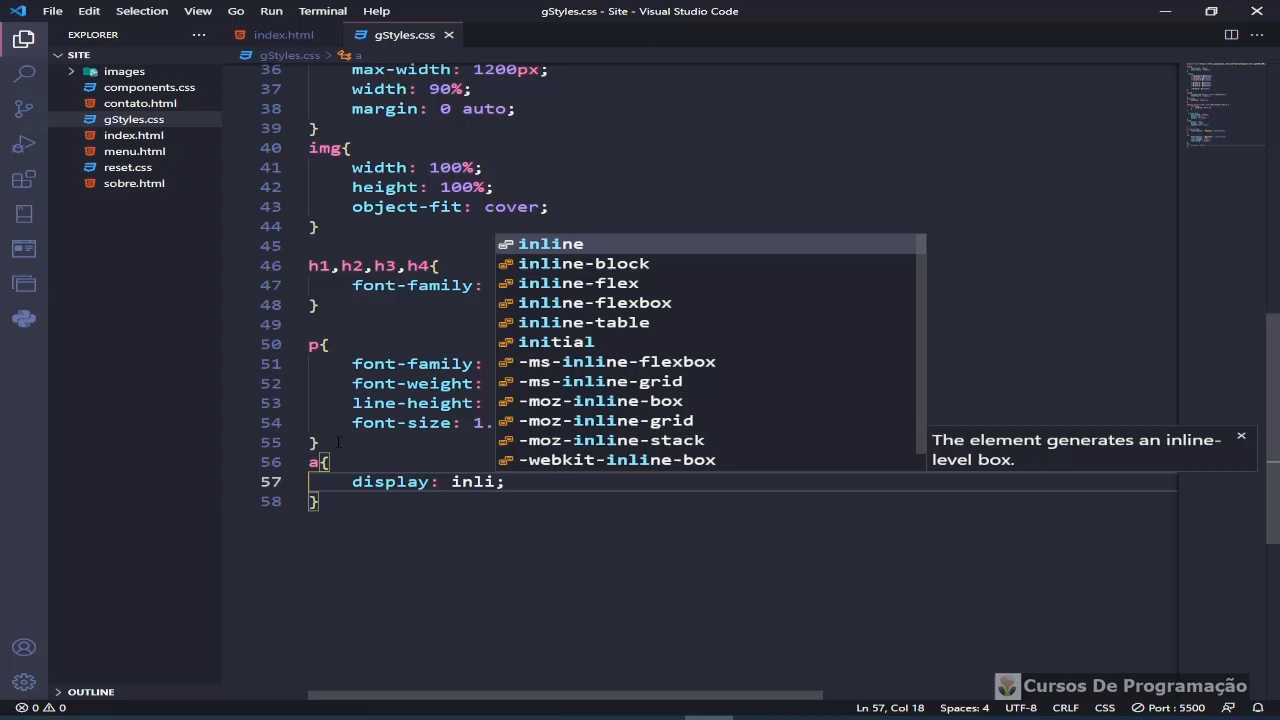 File Edit Selection View Go Run Terminal Help
gStyles.css - Site - Visual Studio Code
EXPLORER
SITE
images
components.css
contato.html
gStyles.css
index.html
menu.html
reset.css
sobre.html
OUTLINE
index.html
gStyles.css
gStyles.css > a
36 max-width: 1200px;
37 width: 90%;
38 margin: 0 auto;
39 }
40 img{
41 width: 100%;
42 height: 100%;
43 object-fit: cover;
44 }
45
46 h1,h2,h3,h4{
47 font-family:
48 }
49
50 p{
51 font-family:
52 font-weight:
53 line-height:
54 font-size: 1.
55 }
56 a{
57 display: inli;
58 }
inline
inline-block
inline-flex
inline-flexbox
inline-table
initial
-ms-inline-flexbox
-ms-inline-grid
-moz-inline-box
-moz-inline-grid
-moz-inline-stack
-webkit-inline-box
The element generates an inline-
level box.
Cursos De Programação
0 0
Ln 57, Col 18
Spaces: 4
UTF-8
CRLF
CSS
Port : 5500